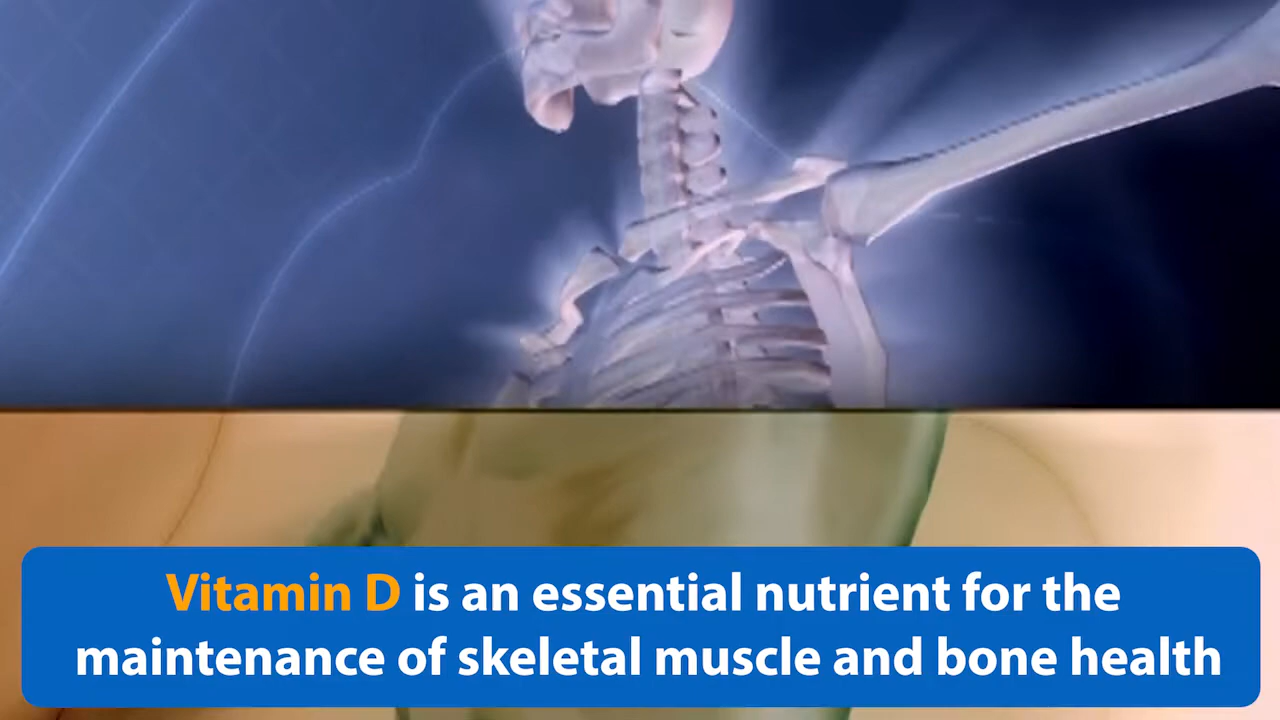 Vitamin D is an essential nutrient for the
maintenance of skeletal muscle and bone health